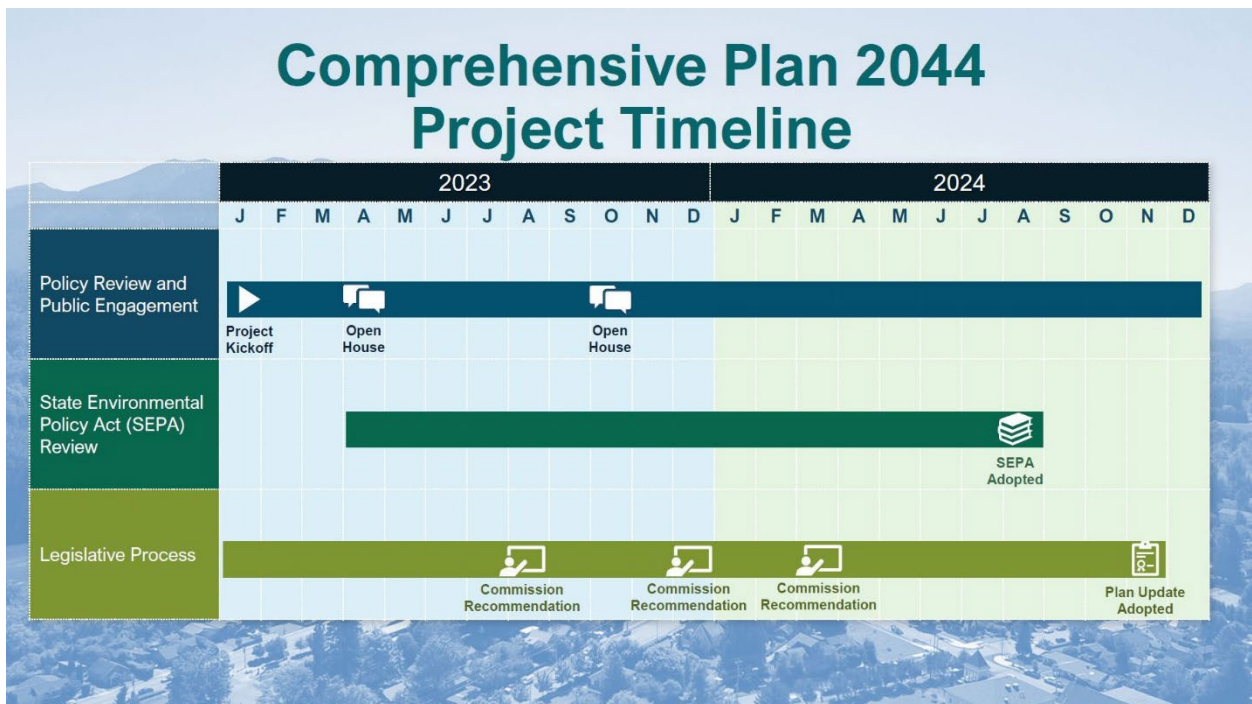 Comprehensive Plan 2044
Project Timeline
2023 2024
J F M A M J J A S O N D J F M A M J J A S O N D
Policy Review and
Public Engagement
Project
Kickoff
Open
House
Open
House
State Environmental
Policy Act (SEPA)
Review
SEPA
Adopted
Legislative Process
Commission
Recommendation
Commission
Recommendation
Commission
Recommendation
Plan Update
Adopted